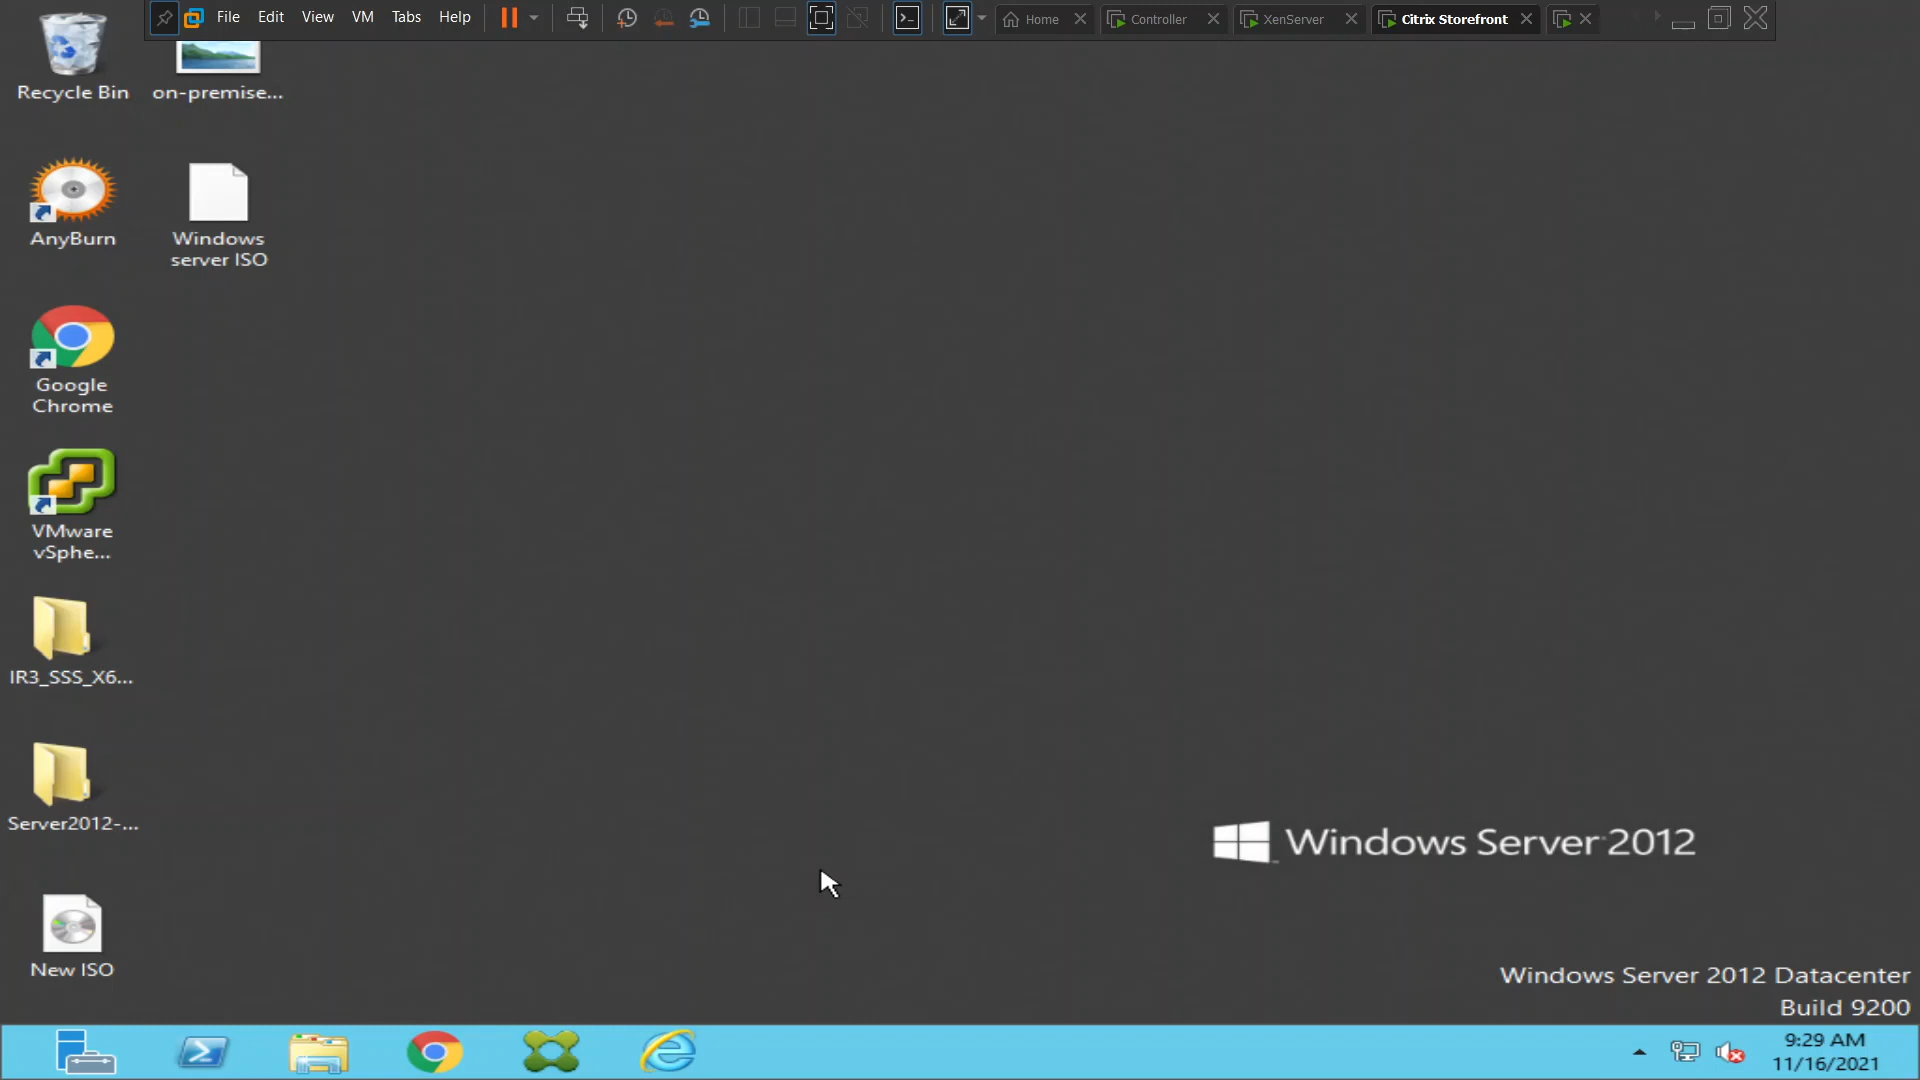 File Edit View VM Tabs Help
Home
Controller
XenServer
Citrix Storefront
Recycle Bin
on-premise...
AnyBurn
Windows
server ISO
Google
Chrome
VMware
vSphe...
IR3_SSS_X6...
Server2012-...
New ISO
Windows Server 2012
Windows Server 2012 Datacenter
Build 9200
9:29 AM
11/16/2021